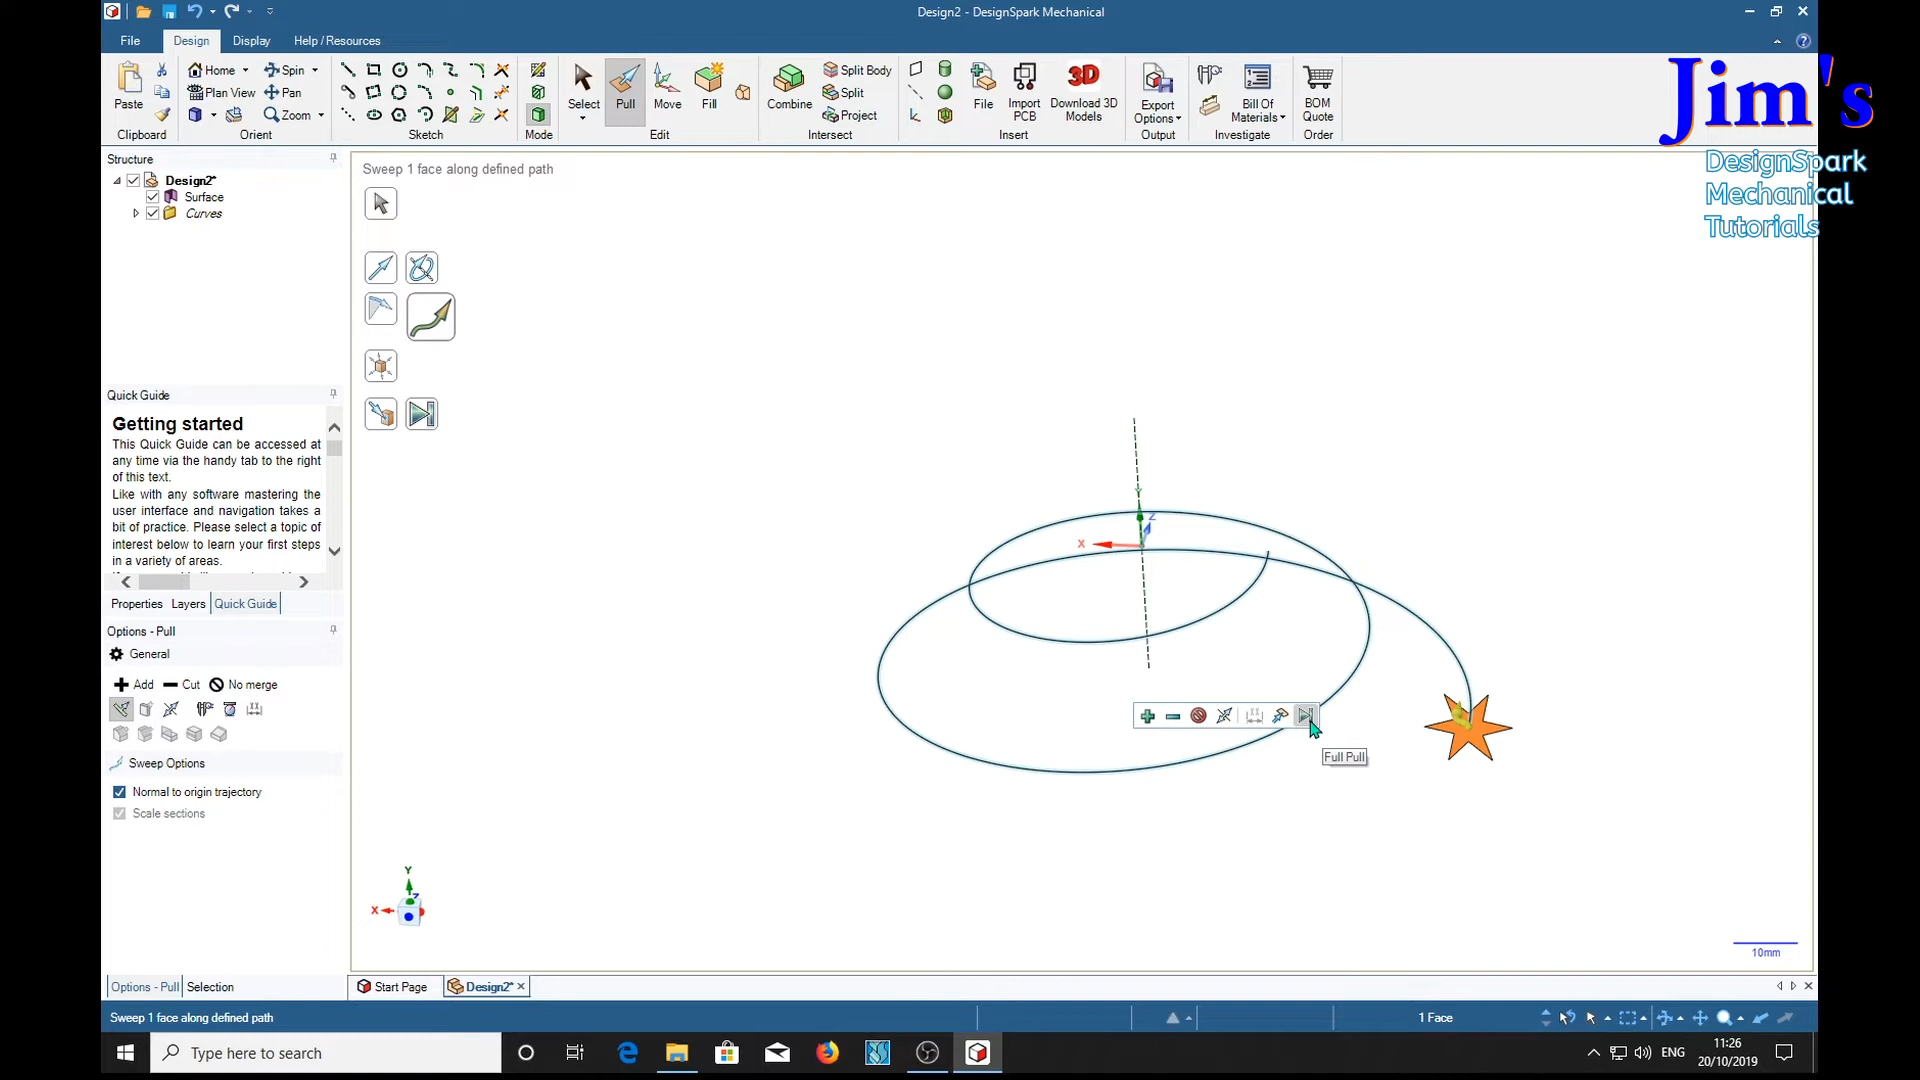 Design2 - DesignSpark Mechanical
File Design Display Help / Resources
Paste
Clipboard
Home Spin
Plan View Pan
Zoom
Orient
Sketch
Mode
Select Pull Move Fill
Edit
Combine
Split Body
Split
Project
Intersect
File Import PCB Download 3D Models
3D
Insert
Export Options
Output
Bill Of Materials
Investigate
BOM Quote
Order
Jim's
DesignSpark
Mechanical
Tutorials
Structure
Design2*
Surface
Curves
Quick Guide
Getting started
This Quick Guide can be accessed at
any time via the handy tab to the right
of this text.
Like with any software mastering the
user interface and navigation takes a
bit of practice. Please select a topic of
interest below to learn your first steps
in a variety of areas.
Properties Layers Quick Guide
Options - Pull
General
Add Cut No merge
Sweep Options
Normal to origin trajectory
Scale sections
Options - Pull Selection
Sweep 1 face along defined path
Y
Z
X
Full Pull
Y
Z
X
10mm
Start Page Design2*
Sweep 1 face along defined path
1 Face
Type here to search
ENG
11:26
20/10/2019